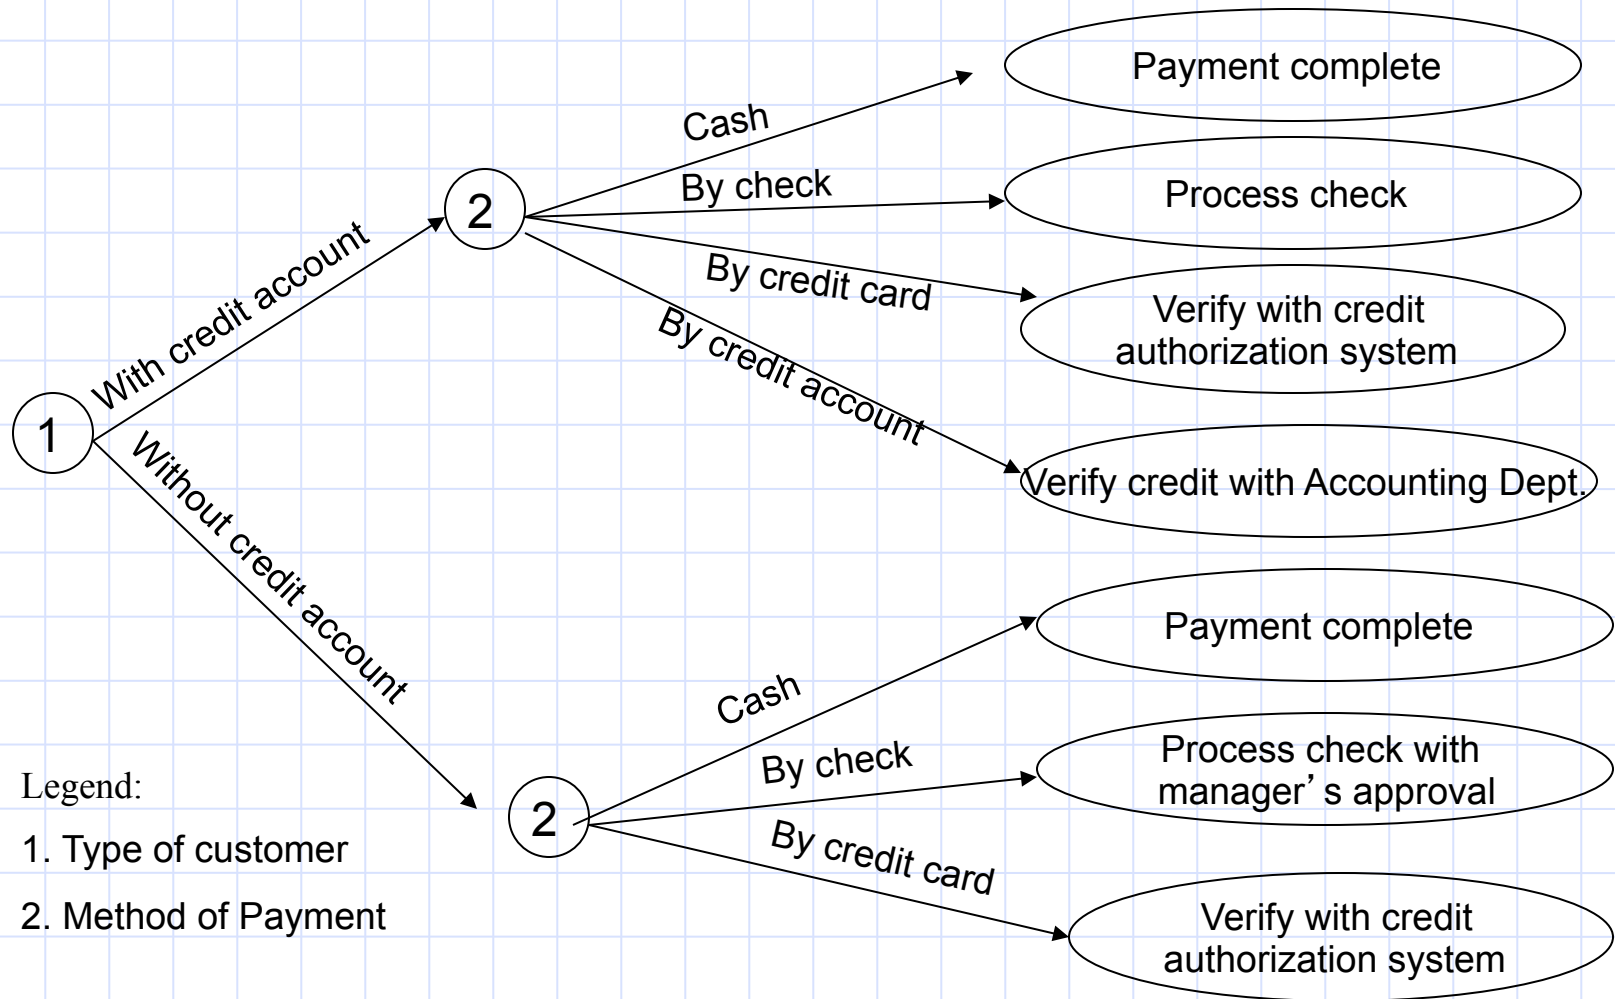 Payment complete
Cash
By check
Process check
2
With credit account
By credit card
Verify with credit
authorization system
By credit account
1
Verify credit with Accounting Dept.
Without credit account
Cash
Payment complete
By check
Process check with
manager’s approval
Legend:
2
1. Type of customer
By credit card
2. Method of Payment
Verify with credit
authorization system